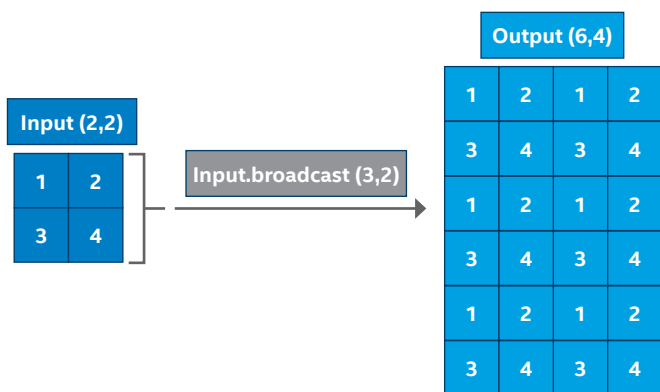 Input (2,2)
1 2
3 4
Input.broadcast (3,2)
Output (6,4)
1 2 1 2
3 4 3 4
1 2 1 2
3 4 3 4
1 2 1 2
3 4 3 4